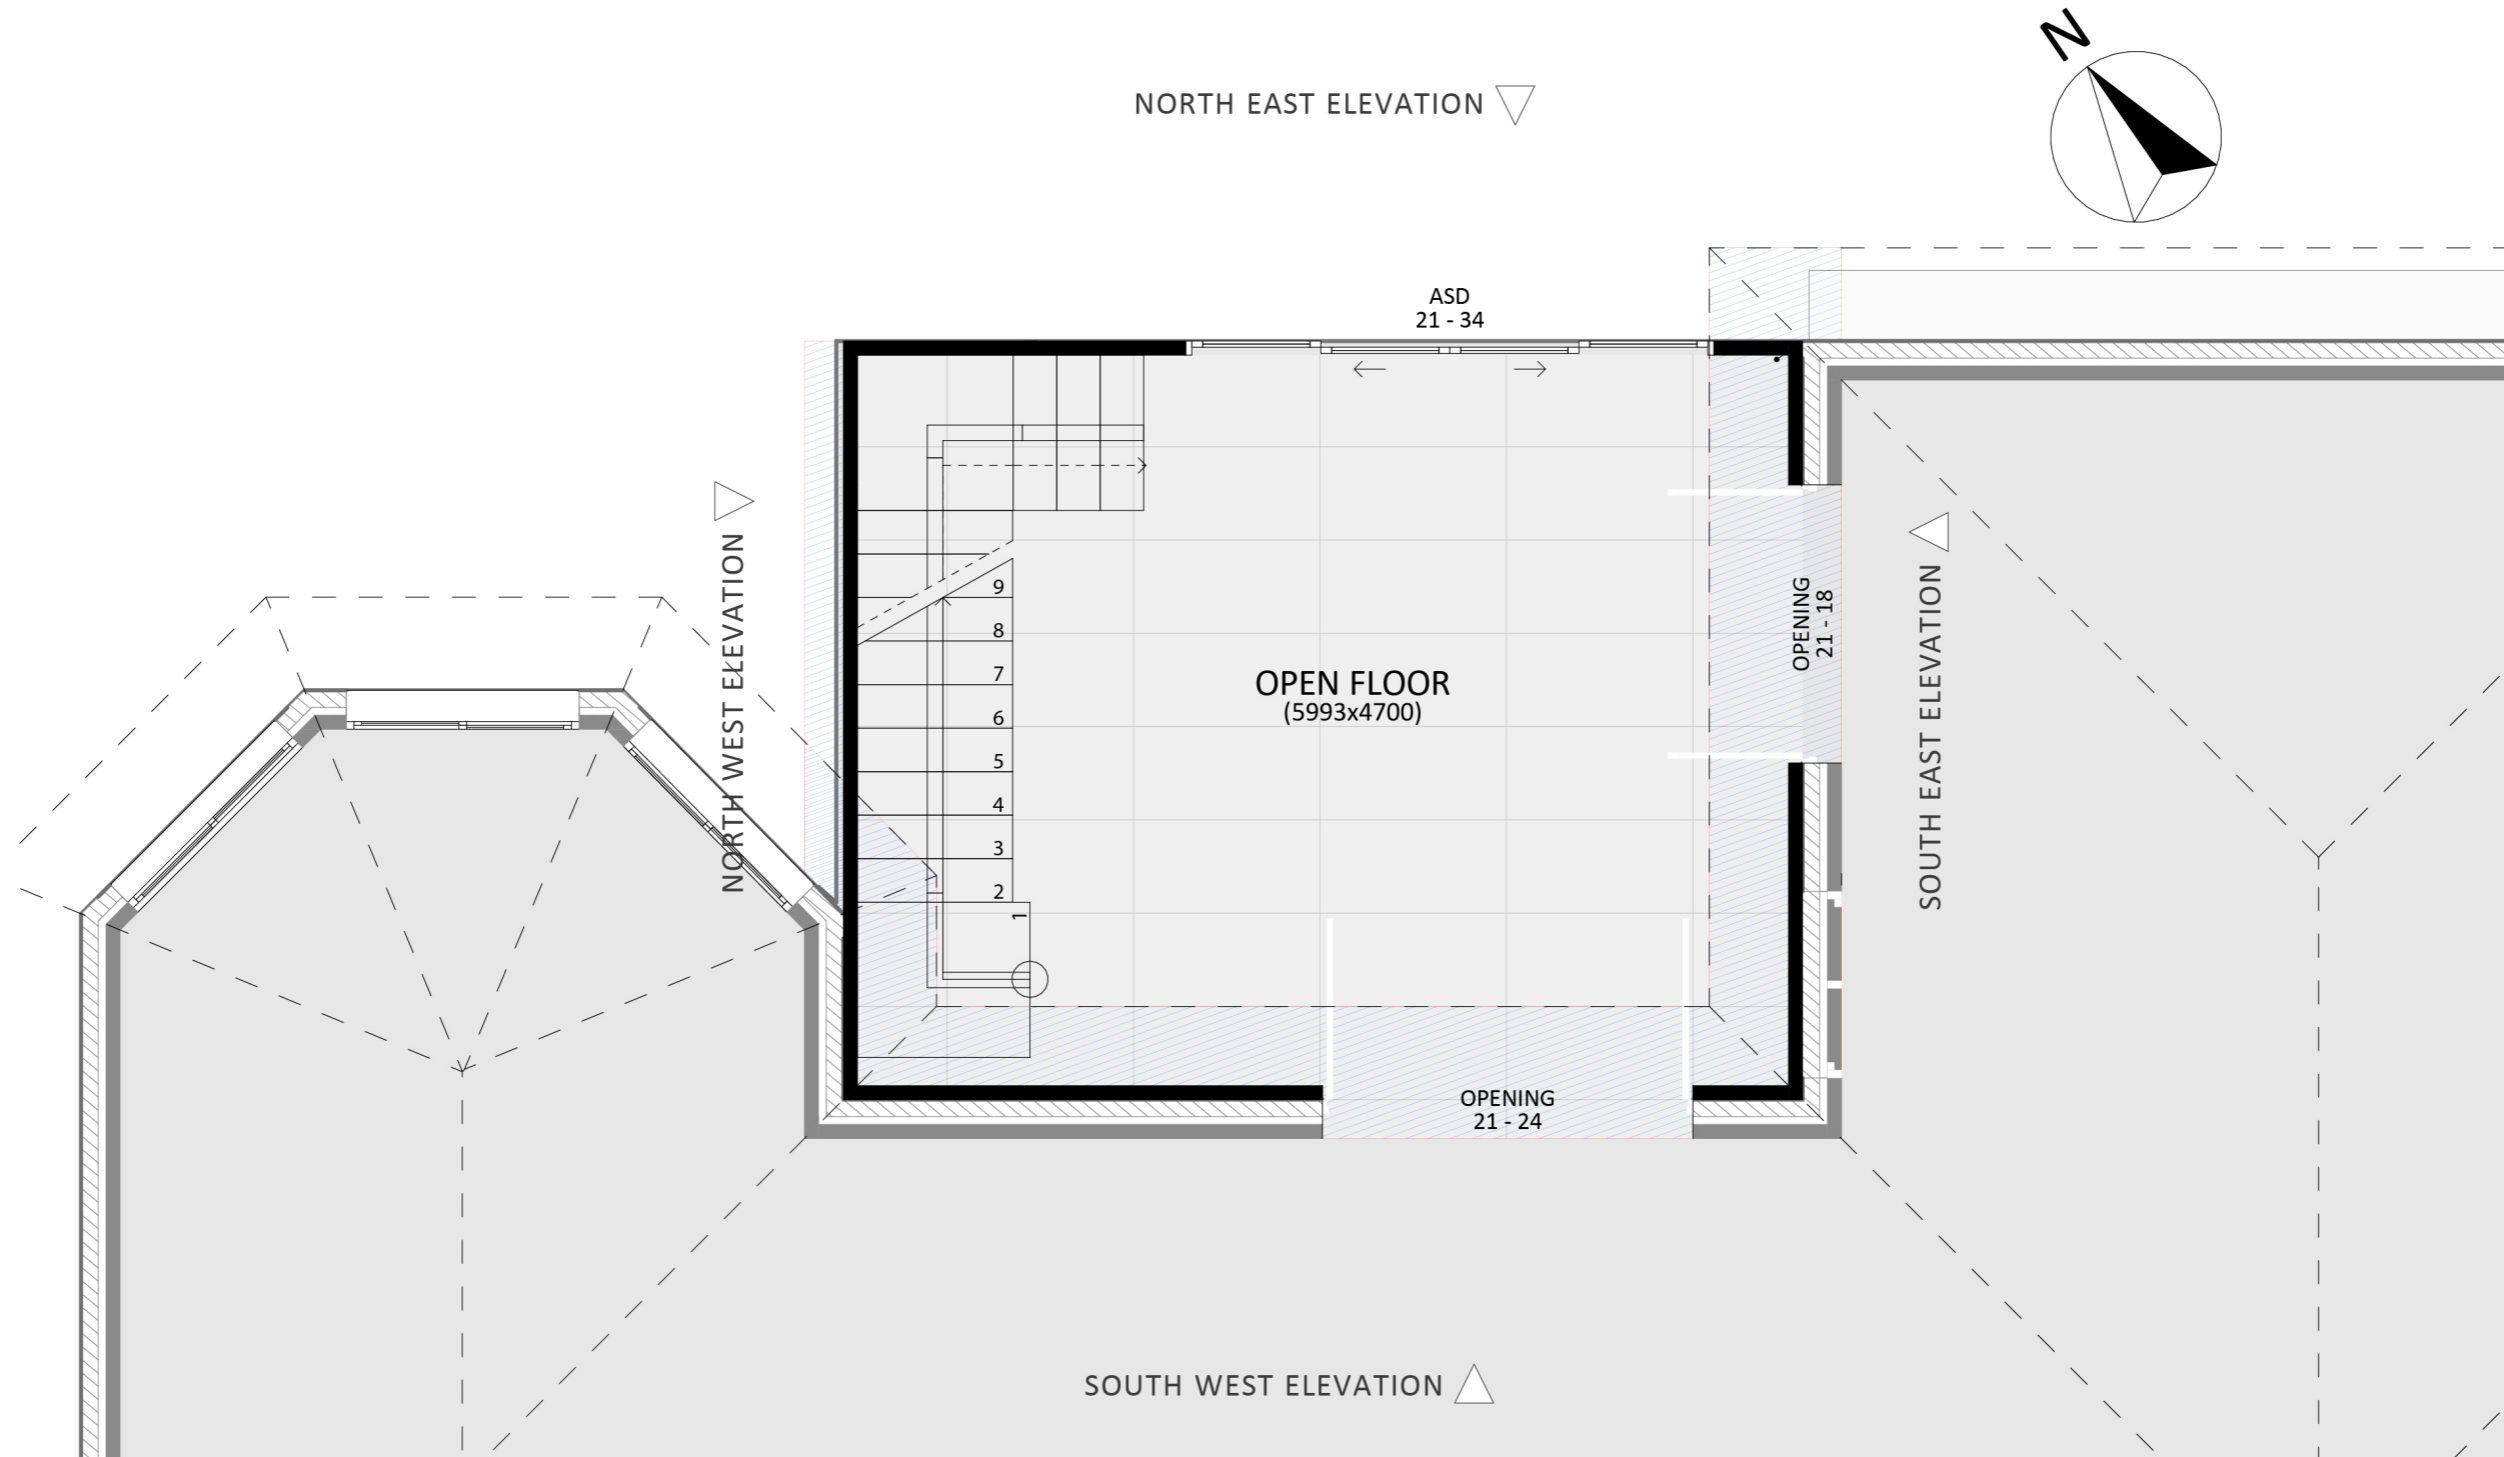 N
NORTH EAST ELEVATION
ASD
21 - 34
NORTH WEST ELEVATION
9
8
7
6
5
4
3
2
1
OPEN FLOOR
(5993x4700)
OPENING
21 - 18
SOUTH EAST ELEVATION
OPENING
21 - 24
SOUTH WEST ELEVATION